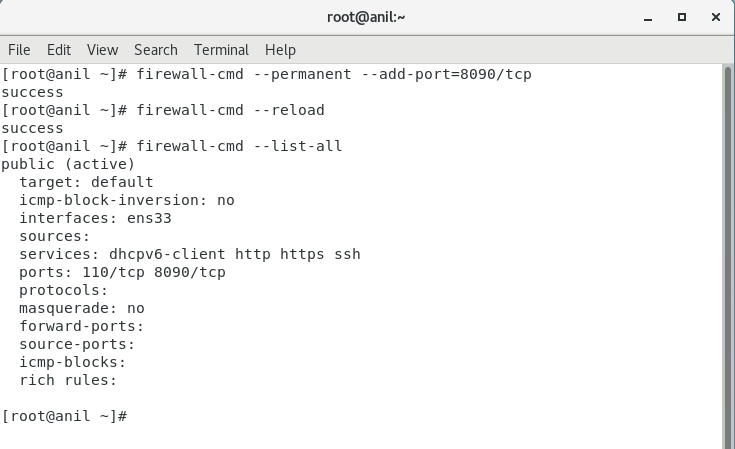 root@anil:~
File Edit View Search Terminal Help
[root@anil ~]# firewall-cmd --permanent --add-port=8090/tcp
success
[root@anil ~]# firewall-cmd --reload
success
[root@anil ~]# firewall-cmd --list-all
public (active)
  target: default
  icmp-block-inversion: no
  interfaces: ens33
  sources:
  services: dhcpv6-client http https ssh
  ports: 110/tcp 8090/tcp
  protocols:
  masquerade: no
  forward-ports:
  source-ports:
  icmp-blocks:
  rich rules:
[root@anil ~]#